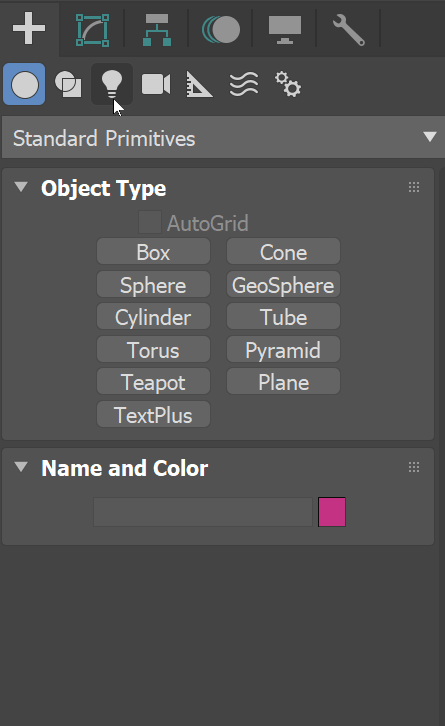 Standard Primitives
Object Type
AutoGrid
Box Cone
Sphere GeoSphere
Cylinder Tube
Torus Pyramid
Teapot Plane
TextPlus
Name and Color